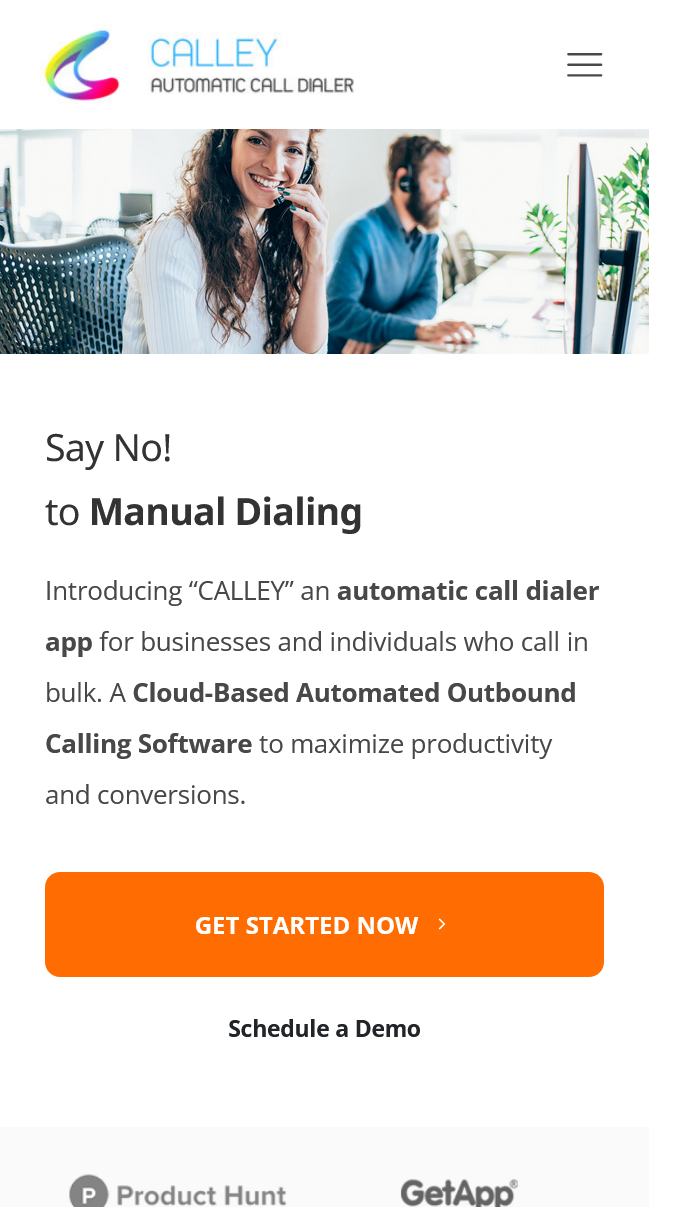 CALLEY
AUTOMATIC CALL DIALER
Say No!
to Manual Dialing
Introducing “CALLEY” an automatic call dialer
app for businesses and individuals who call in
bulk. A Cloud-Based Automated Outbound
Calling Software to maximize productivity
and conversions.
GET STARTED NOW
Schedule a Demo
P Product Hunt
GetApp®